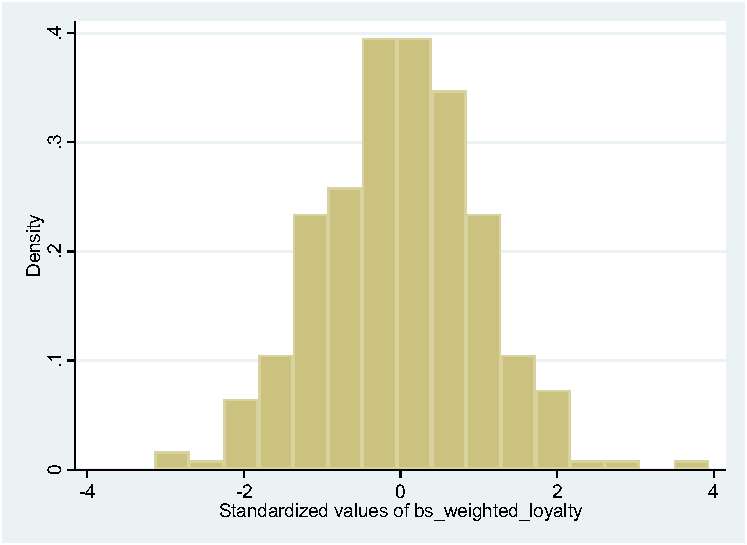 .4
.3
.2
.1
0
Density
-4 -2 0 2 4
Standardized values of bs_weighted_loyalty